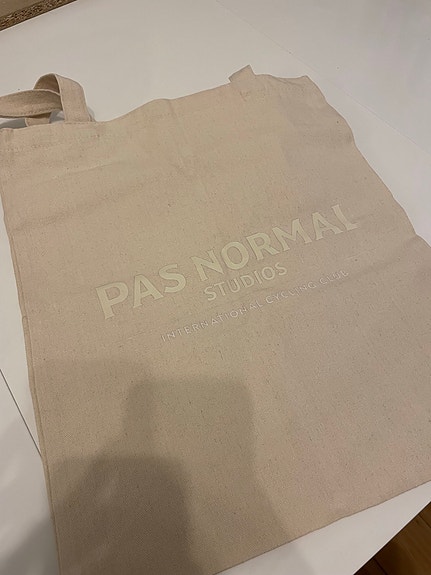 PAS NORMAL
STUDIOS
INTERNATIONAL CYCLING CLUB